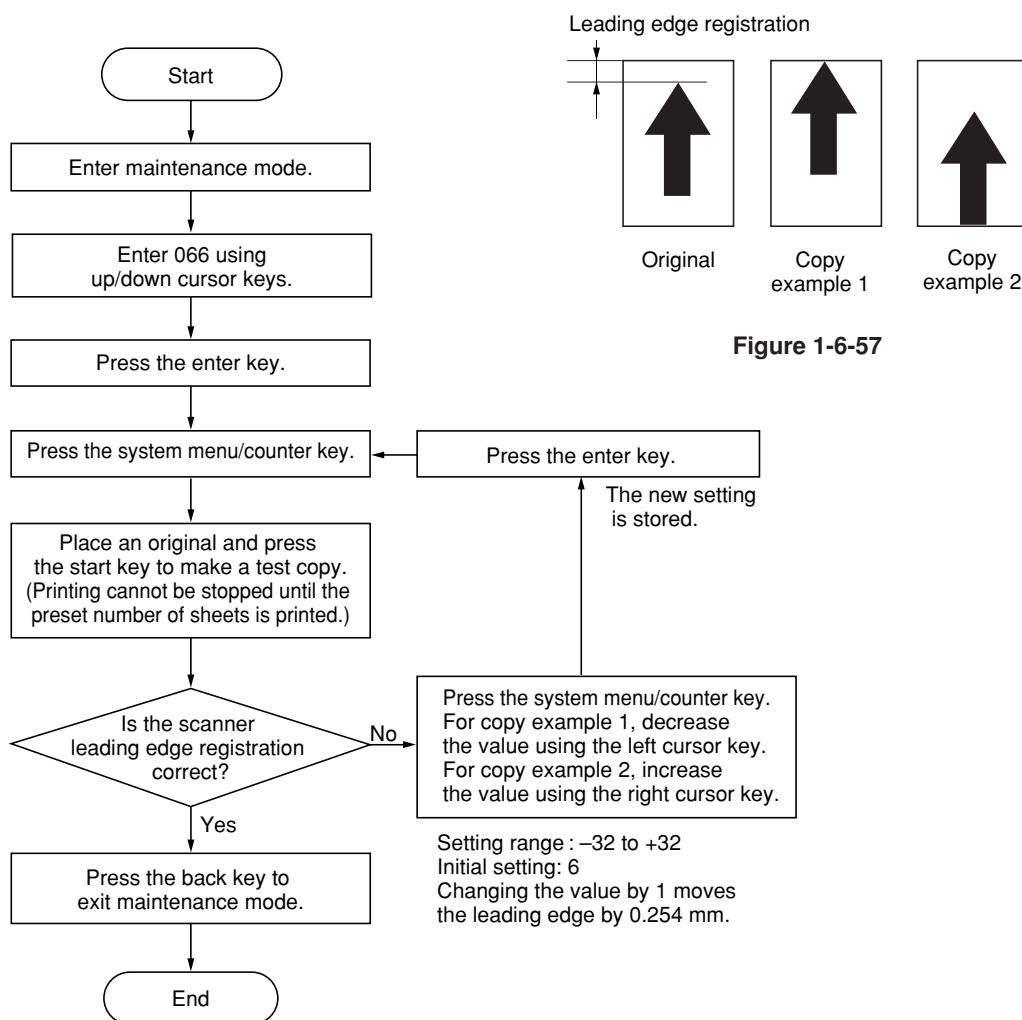 Leading edge registration
Original
Copy
example 1
Copy
example 2
Figure 1-6-57
Start
Enter maintenance mode.
Enter 066 using
up/down cursor keys.
Press the enter key.
Press the system menu/counter key.
Press the enter key.
The new setting
is stored.
Place an original and press
the start key to make a test copy.
(Printing cannot be stopped until the
preset number of sheets is printed.)
Is the scanner
leading edge registration
correct?
No
Press the system menu/counter key.
For copy example 1, decrease
the value using the left cursor key.
For copy example 2, increase
the value using the right cursor key.
Setting range : –32 to +32
Initial setting: 6
Changing the value by 1 moves
the leading edge by 0.254 mm.
Yes
Press the back key to
exit maintenance mode.
End